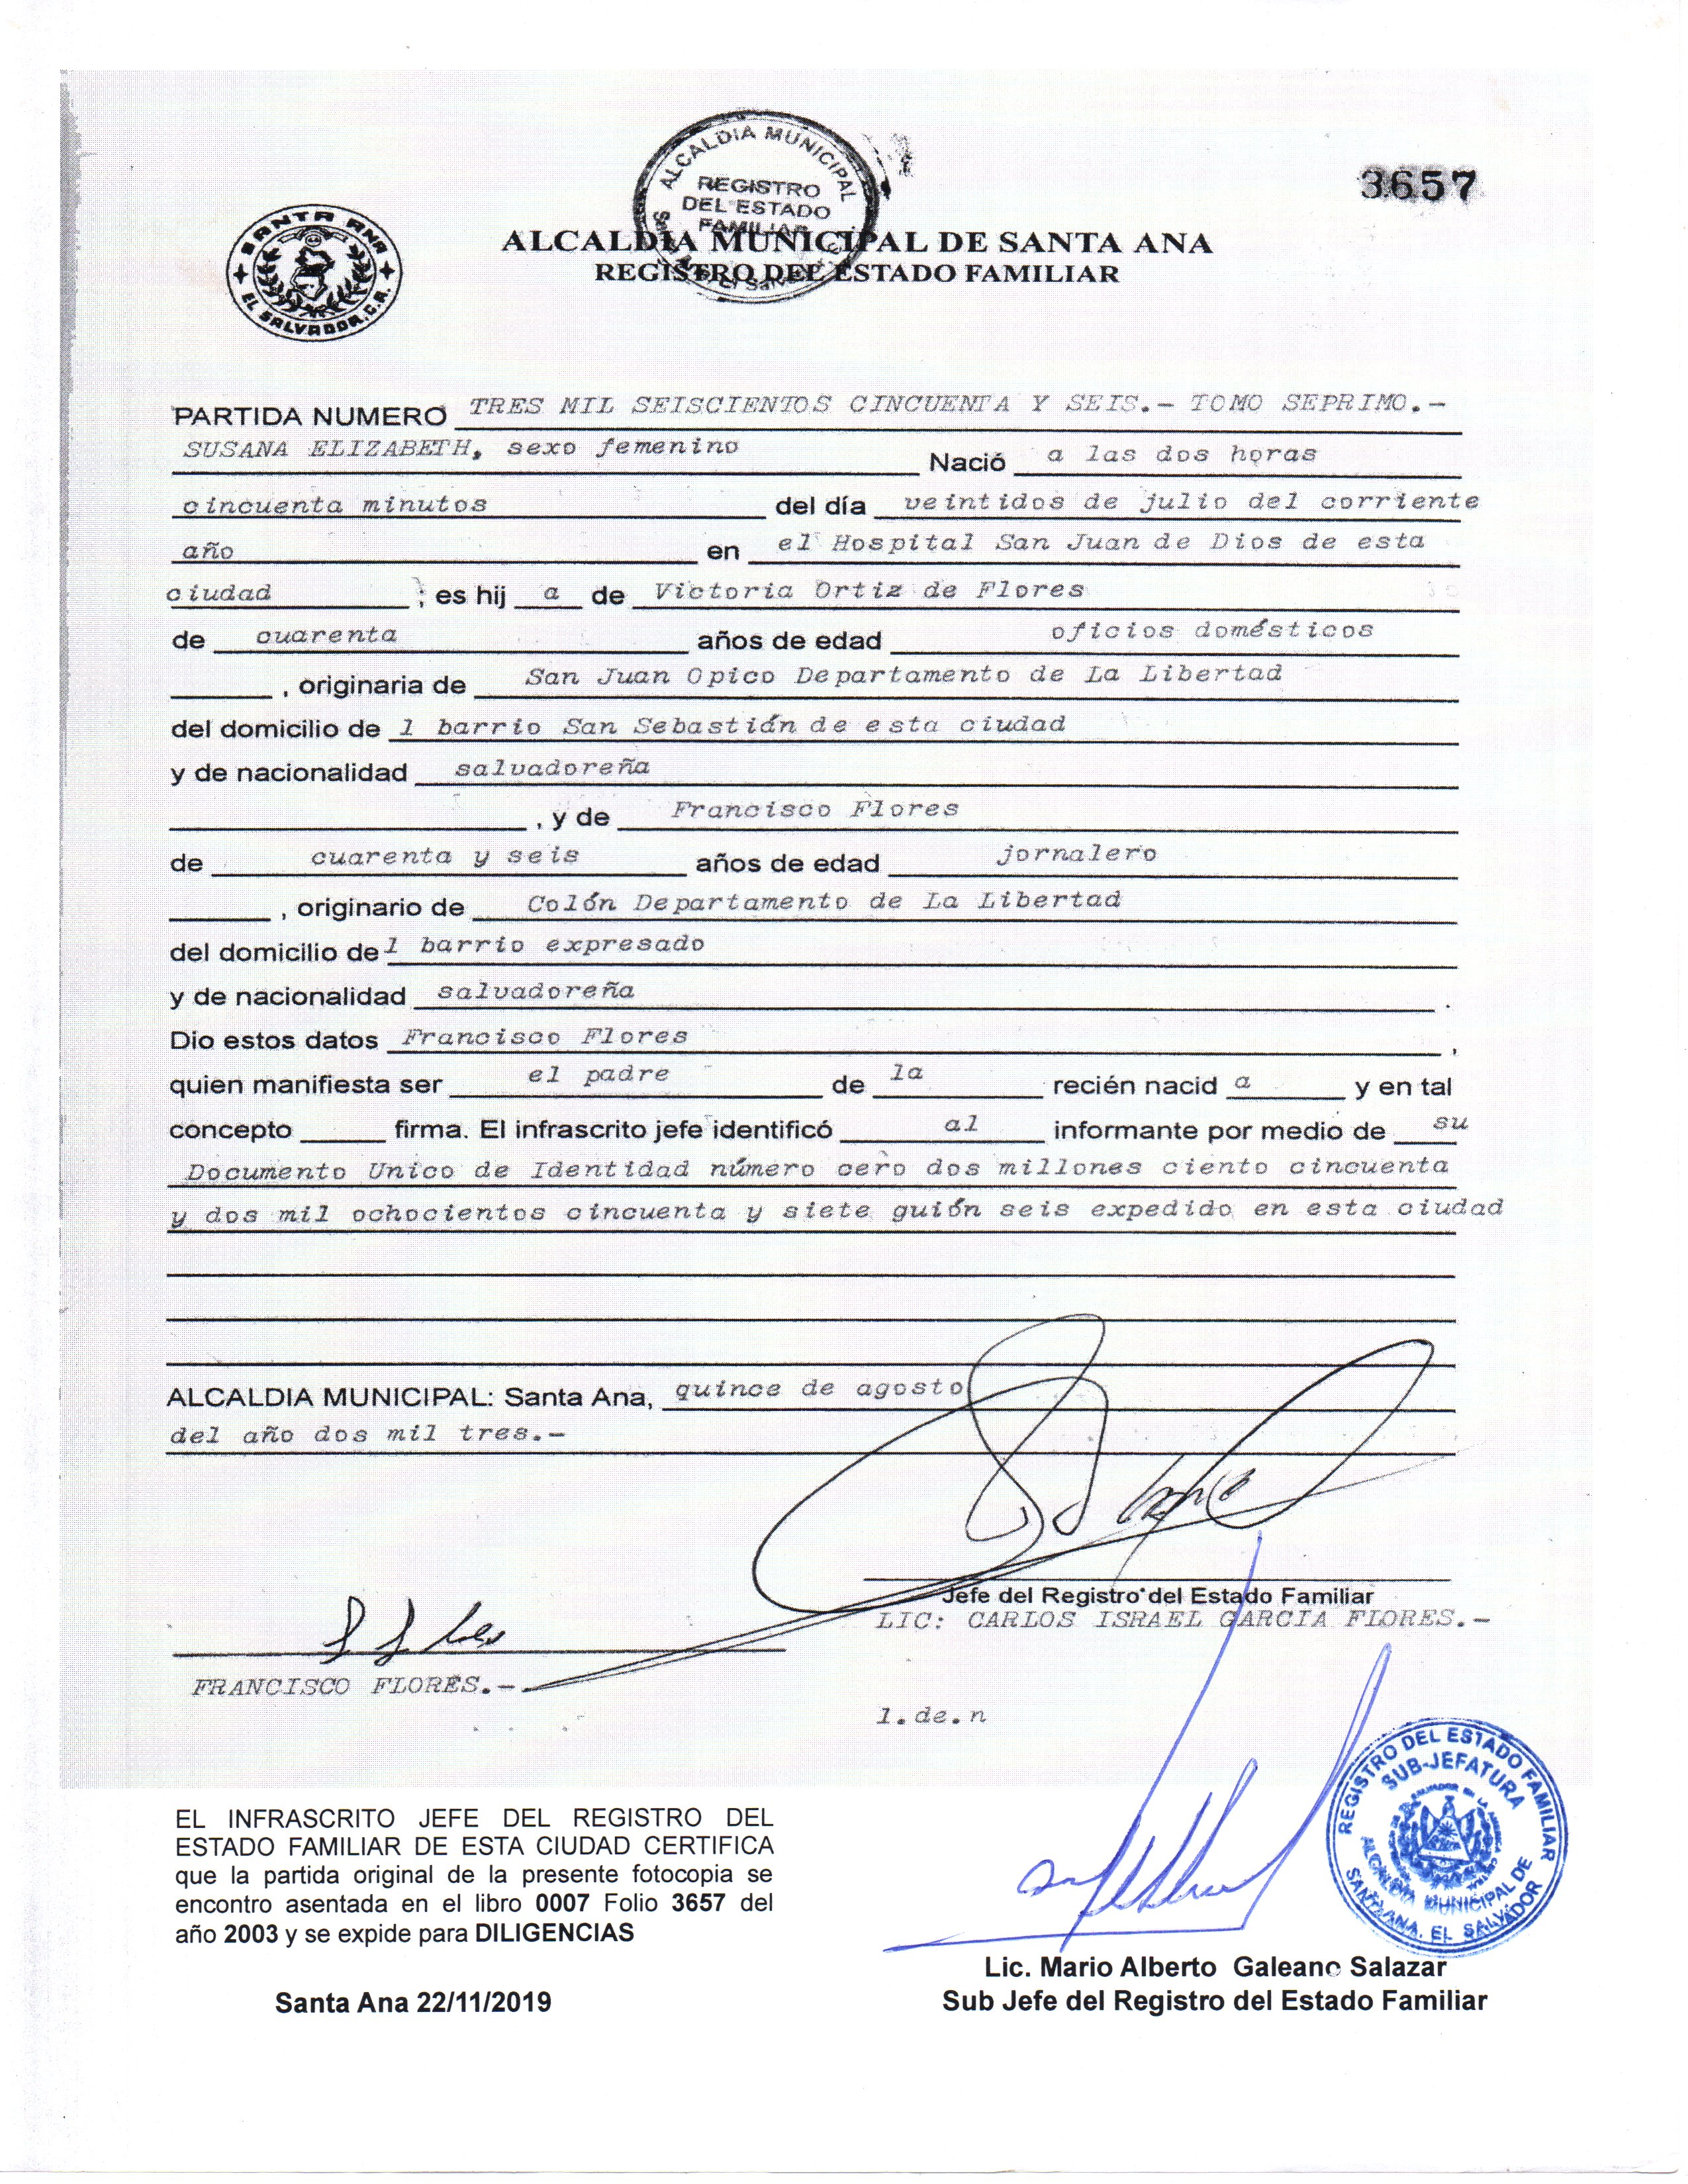 ALCALDIA MUNICIPAL
REGISTRO
DEL ESTADO
FAMILIAR
3657
SANTA ANA
EL SALVADOR, C.A.
ALCALDIA MUNICIPAL DE SANTA ANA
REGISTRO DEL ESTADO FAMILIAR
PARTIDA NUMERO TRES MIL SEISCIENTOS CINCUENTA Y SEIS.- TOMO SEPRIMO.-
SUSANA ELIZABETH, sexo femenino Nació a las dos horas
cincuenta minutos del día veintidos de julio del corriente
año en el Hospital San Juan de Dios de esta
ciudad ; es hij a de Victoria Ortiz de Flores
de cuarenta años de edad oficios domésticos
, originaria de San Juan Opico Departamento de La Libertad
del domicilio de l barrio San Sebastián de esta ciudad
y de nacionalidad salvadoreña
, y de Francisco Flores
de cuarenta y seis años de edad jornalero
, originario de Colón Departamento de La Libertad
del domicilio de l barrio expresado
y de nacionalidad salvadoreña .
Dio estos datos Francisco Flores ,
quien manifiesta ser el padre de la recién nacid a y en tal
concepto firma. El infrascrito jefe identificó al informante por medio de su
Documento Unico de Identidad número cero dos millones ciento cincuenta
y dos mil ochocientos cincuenta y siete guión seis expedido en esta ciudad
ALCALDIA MUNICIPAL: Santa Ana, quince de agosto
del año dos mil tres.-
Jefe del Registro del Estado Familiar
LIC: CARLOS ISRAEL GARCIA FLORES.-
FRANCISCO FLORES.-
l.de.n
REGISTRO DEL ESTADO FAMILIAR
SUB-JEFATURA
ALCALDIA MUNICIPAL DE
SANTA ANA, EL SALVADOR
EL INFRASCRITO JEFE DEL REGISTRO DEL
ESTADO FAMILIAR DE ESTA CIUDAD CERTIFICA
que la partida original de la presente fotocopia se
encontro asentada en el libro 0007 Folio 3657 del
año 2003 y se expide para DILIGENCIAS
Lic. Mario Alberto Galeano Salazar
Sub Jefe del Registro del Estado Familiar
Santa Ana 22/11/2019